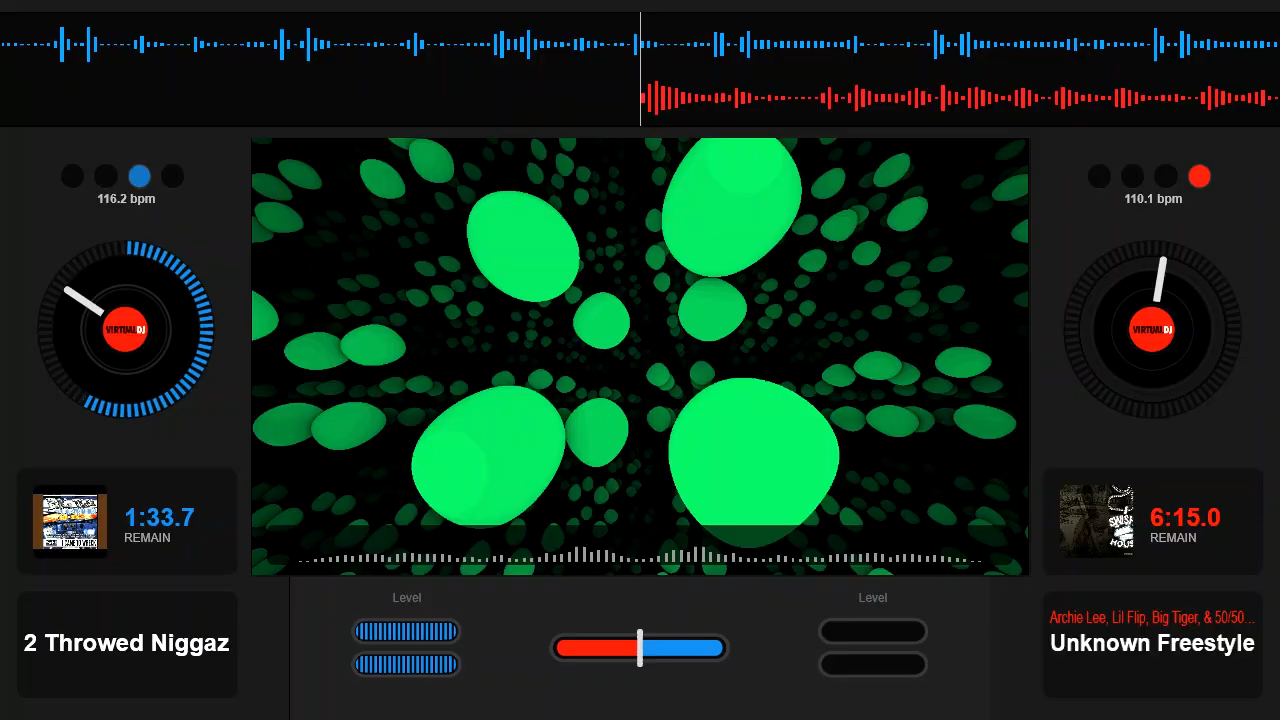 116.2 bpm
110.1 bpm
VIRTUAL DJ
VIRTUAL DJ
1:33.7
REMAIN
6:15.0
REMAIN
Level
Level
2 Throwed Niggaz
Archie Lee, Lil Flip, Big Tiger, & 50/50...
Unknown Freestyle